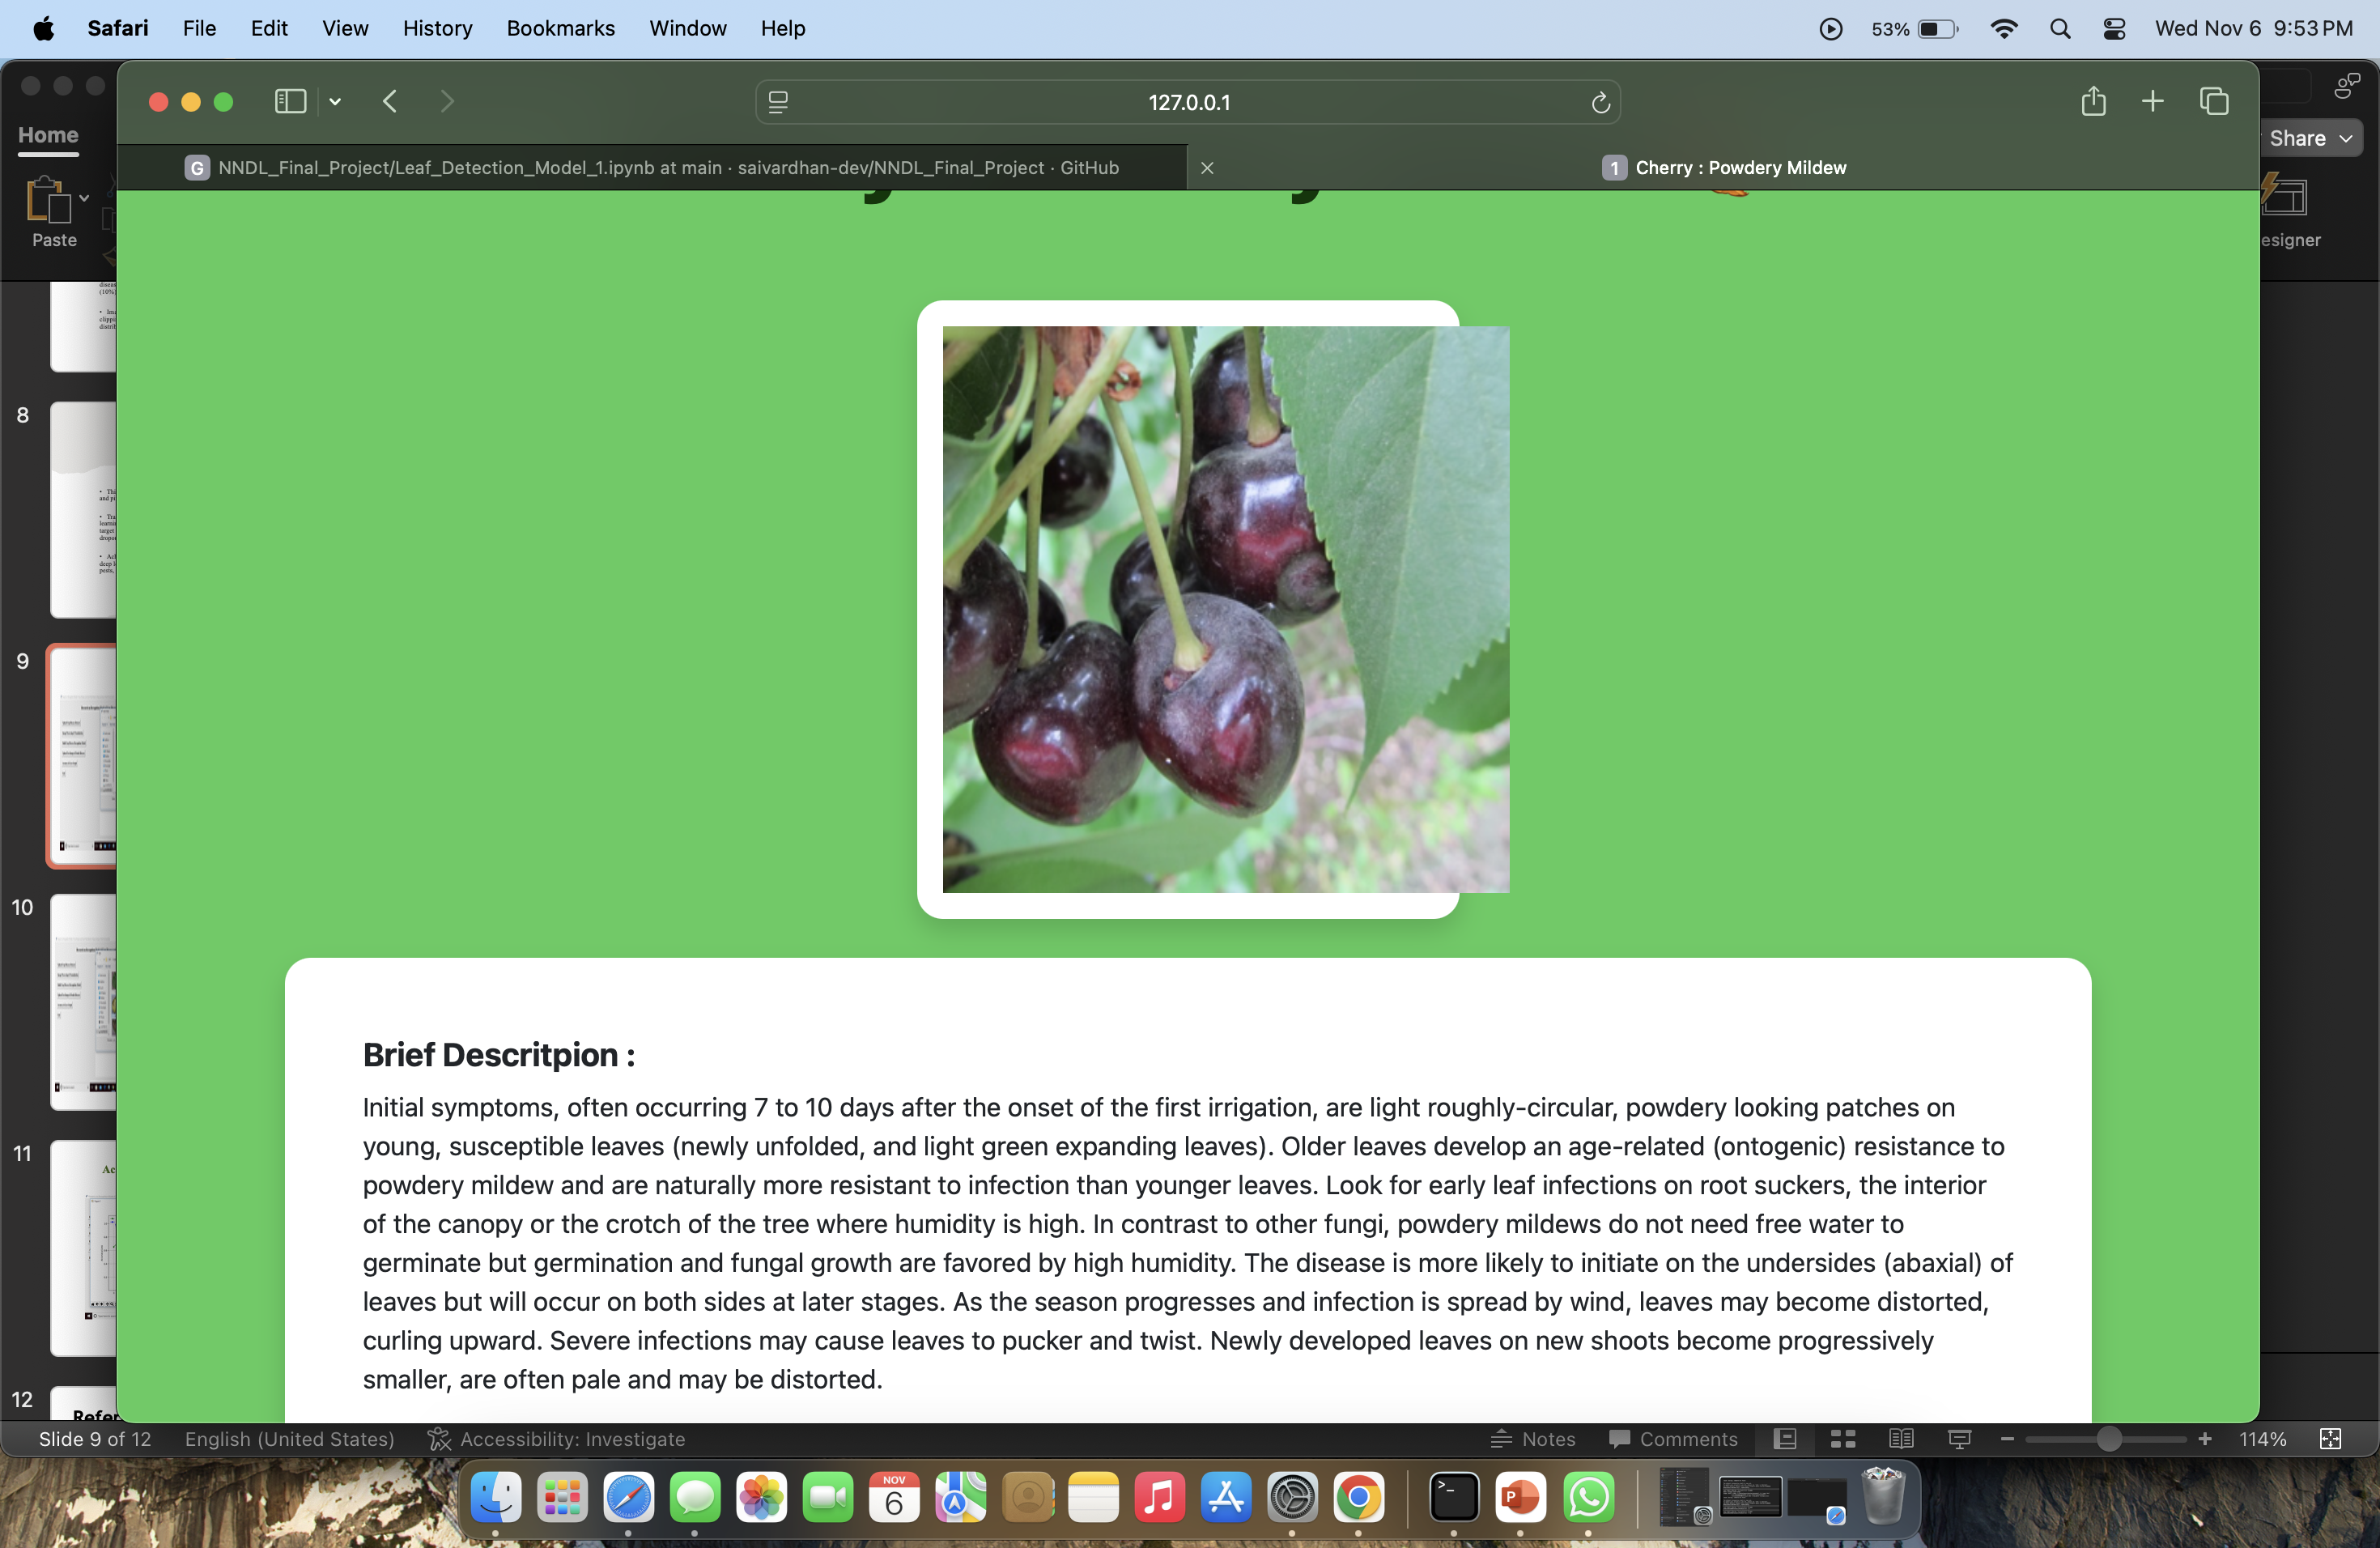 Safari File Edit View History Bookmarks Window Help 53% Wed Nov 6 9:53 PM
127.0.0.1
Home
Share
G NNDL_Final_Project/Leaf_Detection_Model_1.ipynb at main · saivardhan-dev/NNDL_Final_Project · GitHub
1 Cherry : Powdery Mildew
Paste
esigner
8
9
10
11
12
Brief Descritpion :
Initial symptoms, often occurring 7 to 10 days after the onset of the first irrigation, are light roughly-circular, powdery looking patches on
young, susceptible leaves (newly unfolded, and light green expanding leaves). Older leaves develop an age-related (ontogenic) resistance to
powdery mildew and are naturally more resistant to infection than younger leaves. Look for early leaf infections on root suckers, the interior
of the canopy or the crotch of the tree where humidity is high. In contrast to other fungi, powdery mildews do not need free water to
germinate but germination and fungal growth are favored by high humidity. The disease is more likely to initiate on the undersides (abaxial) of
leaves but will occur on both sides at later stages. As the season progresses and infection is spread by wind, leaves may become distorted,
curling upward. Severe infections may cause leaves to pucker and twist. Newly developed leaves on new shoots become progressively
smaller, are often pale and may be distorted.
Slide 9 of 12 English (United States) Accessibility: Investigate Notes Comments 114%
NOV
6